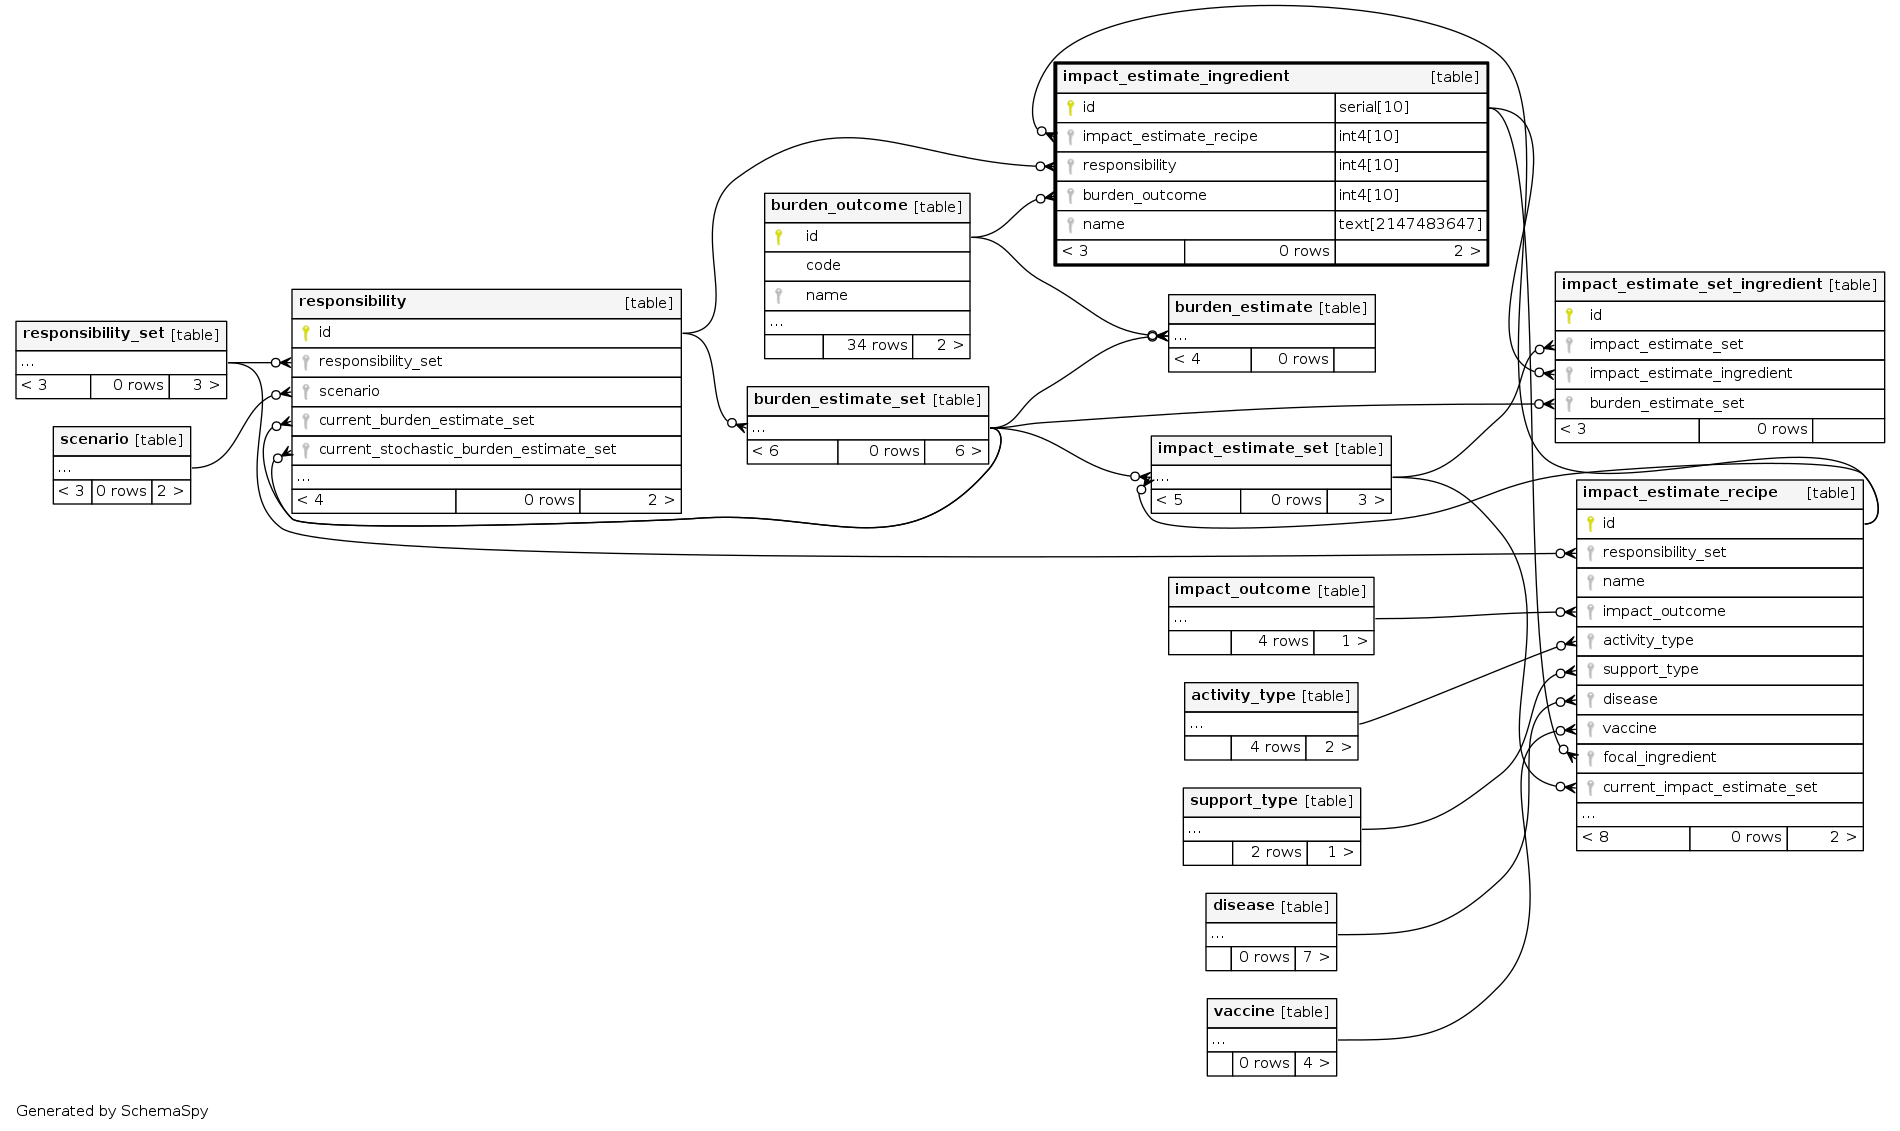 impact_estimate_ingredient [table]
id serial[10]
impact_estimate_recipe int4[10]
responsibility int4[10]
burden_outcome int4[10]
name text[2147483647]
< 3 0 rows 2 >
burden_outcome [table]
id
code
name
...
34 rows 2 >
responsibility [table]
id
responsibility_set
scenario
current_burden_estimate_set
current_stochastic_burden_estimate_set
...
< 4 0 rows 2 >
responsibility_set [table]
...
< 3 0 rows 3 >
scenario [table]
...
< 3 0 rows 2 >
burden_estimate [table]
...
< 4 0 rows
burden_estimate_set [table]
...
< 6 0 rows 6 >
impact_estimate_set [table]
...
< 5 0 rows 3 >
impact_estimate_set_ingredient [table]
id
impact_estimate_set
impact_estimate_ingredient
burden_estimate_set
< 3 0 rows
impact_estimate_recipe [table]
id
responsibility_set
name
impact_outcome
activity_type
support_type
disease
vaccine
focal_ingredient
current_impact_estimate_set
...
< 8 0 rows 2 >
impact_outcome [table]
...
4 rows 1 >
activity_type [table]
...
4 rows 2 >
support_type [table]
...
2 rows 1 >
disease [table]
...
0 rows 7 >
vaccine [table]
...
0 rows 4 >
Generated by SchemaSpy